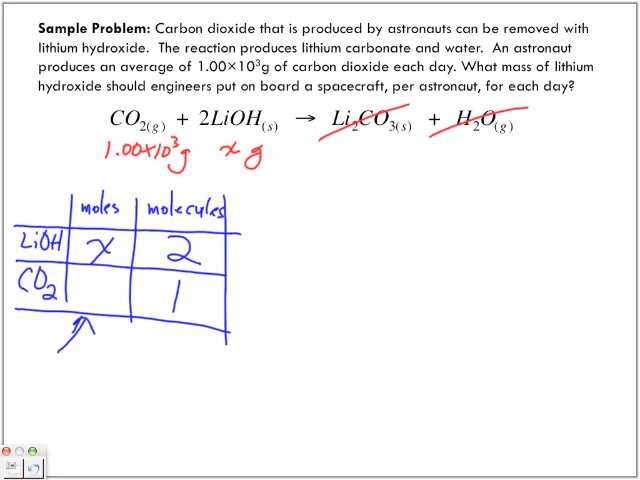 Sample Problem: Carbon dioxide that is produced by astronauts can be removed with
lithium hydroxide. The reaction produces lithium carbonate and water. An astronaut
produces an average of 1.00×10³g of carbon dioxide each day. What mass of lithium
hydroxide should engineers put on board a spacecraft, per astronaut, for each day?
CO₂(g) + 2LiOH(s) → Li₂CO₃(s) + H₂O(g)
1.00×10³g x g
moles molecules
LiOH x 2
CO₂ 1